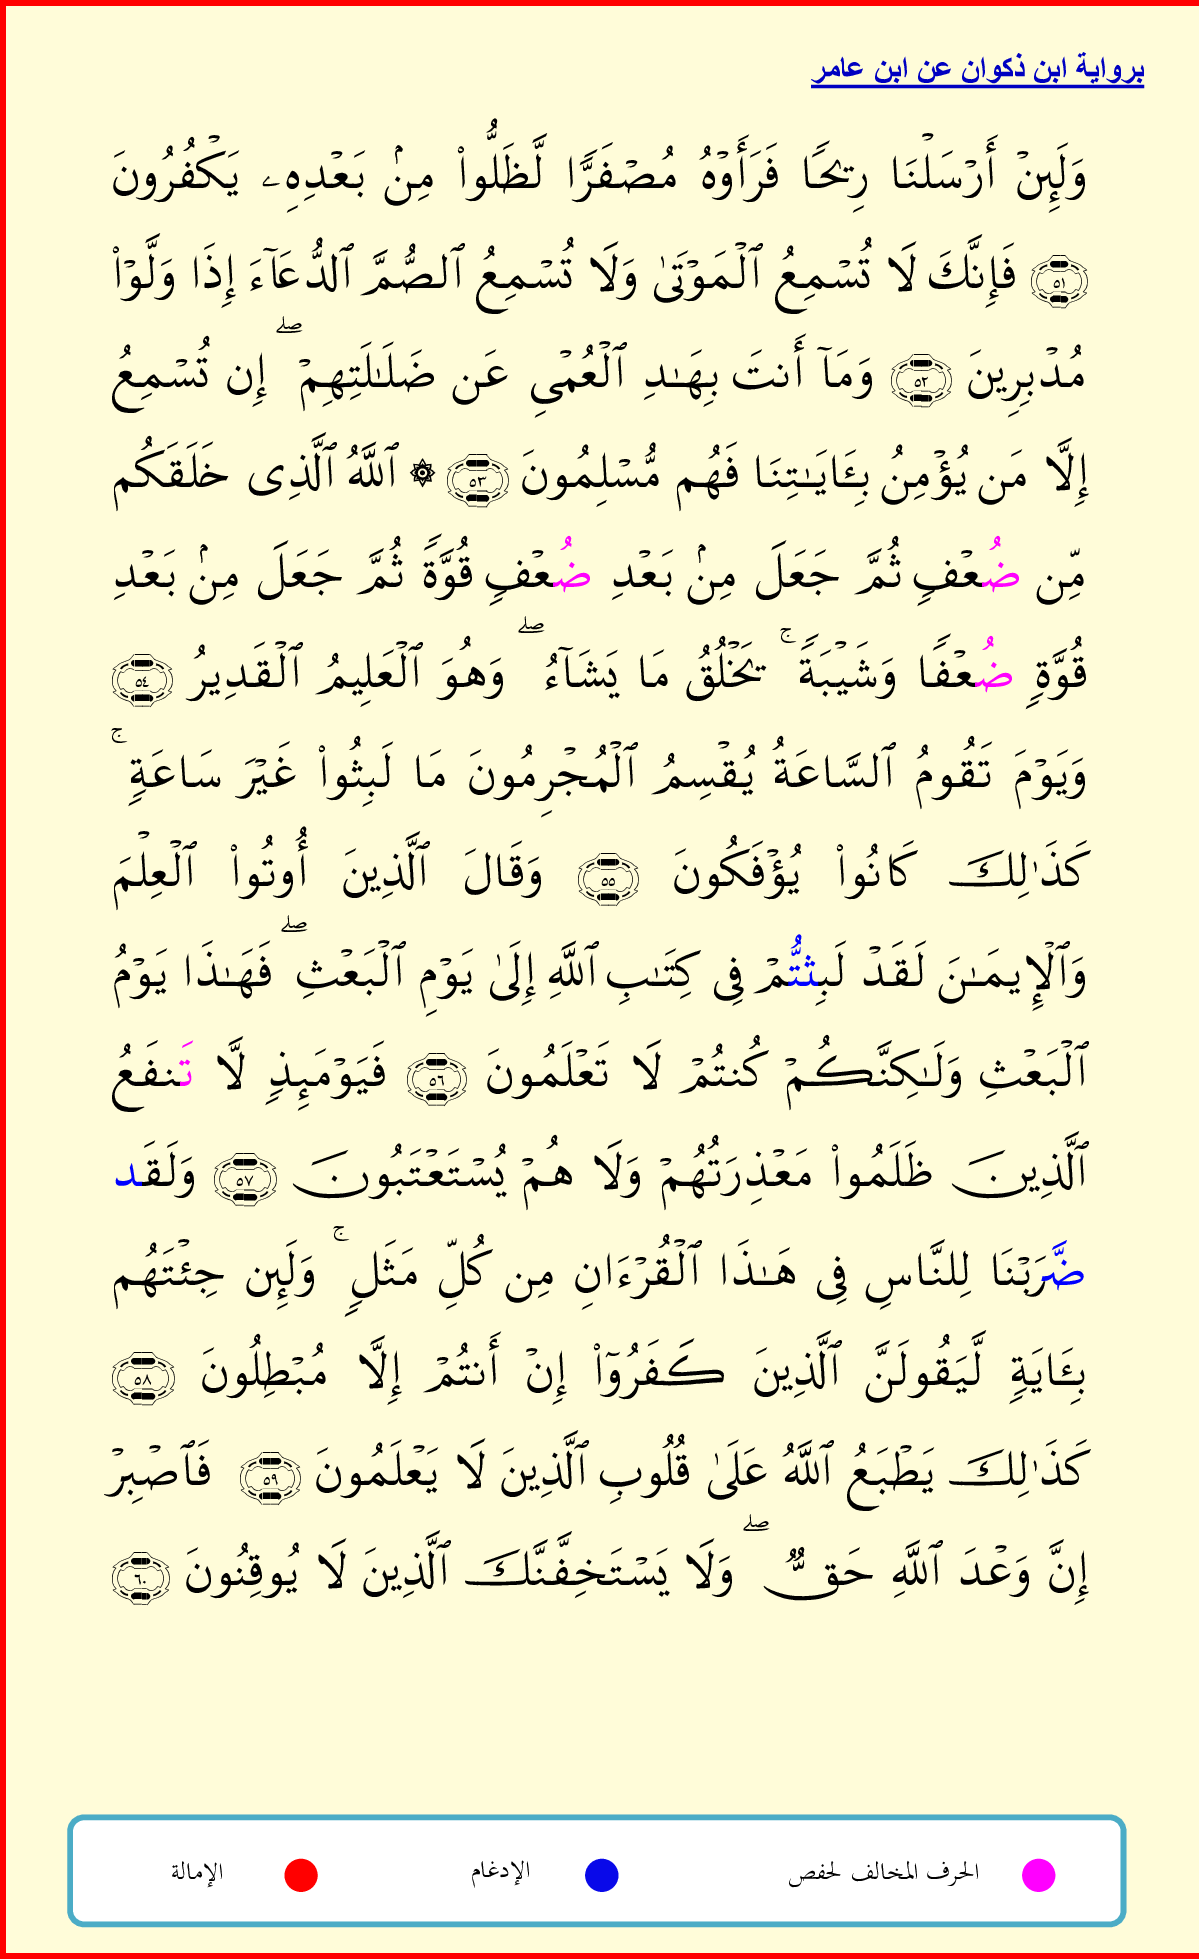 برواية ابن ذكوان عن ابن عامر
وَلَئِنۡ أَرۡسَلۡنَا رِيحٗا فَرَأَوۡهُ مُصۡفَرّٗا لَّظَلُّواْ مِنۢ بَعۡدِهِۦ يَكۡفُرُونَ
٥١ فَإِنَّكَ لَا تُسۡمِعُ ٱلۡمَوۡتَىٰ وَلَا تُسۡمِعُ ٱلصُّمَّ ٱلدُّعَآءَ إِذَا وَلَّوۡاْ
مُدۡبِرِينَ ٥٢ وَمَآ أَنتَ بِهَٰدِ ٱلۡعُمۡيِ عَن ضَلَٰلَتِهِمۡۖ إِن تُسۡمِعُ
إِلَّا مَن يُؤۡمِنُ بِـَٔايَٰتِنَا فَهُم مُّسۡلِمُونَ ٥٣ ۞ ٱللَّهُ ٱلَّذِي خَلَقَكُم
مِّن ضُعۡفٖ ثُمَّ جَعَلَ مِنۢ بَعۡدِ ضُعۡفٖ قُوَّةٗ ثُمَّ جَعَلَ مِنۢ بَعۡدِ
قُوَّةٖ ضُعۡفٗا وَشَيۡبَةٗۚ يَخۡلُقُ مَا يَشَآءُۖ وَهُوَ ٱلۡعَلِيمُ ٱلۡقَدِيرُ ٥٤
وَيَوۡمَ تَقُومُ ٱلسَّاعَةُ يُقۡسِمُ ٱلۡمُجۡرِمُونَ مَا لَبِثُواْ غَيۡرَ سَاعَةٖۚ
كَذَٰلِكَ كَانُواْ يُؤۡفَكُونَ ٥٥ وَقَالَ ٱلَّذِينَ أُوتُواْ ٱلۡعِلۡمَ
وَٱلۡإِيمَٰنَ لَقَدۡ لَبِثتُّمۡ فِي كِتَٰبِ ٱللَّهِ إِلَىٰ يَوۡمِ ٱلۡبَعۡثِۖ فَهَٰذَا يَوۡمُ
ٱلۡبَعۡثِ وَلَٰكِنَّكُمۡ كُنتُمۡ لَا تَعۡلَمُونَ ٥٦ فَيَوۡمَئِذٖ لَّا تَنفَعُ
ٱلَّذِينَ ظَلَمُواْ مَعۡذِرَتُهُمۡ وَلَا هُمۡ يُسۡتَعۡتَبُونَ ٥٧ وَلَقَد
ضَّرَبۡنَا لِلنَّاسِ فِي هَٰذَا ٱلۡقُرۡءَانِ مِن كُلِّ مَثَلٖۚ وَلَئِن جِئۡتَهُم
بِـَٔايَةٖ لَّيَقُولَنَّ ٱلَّذِينَ كَفَرُوٓاْ إِنۡ أَنتُمۡ إِلَّا مُبۡطِلُونَ ٥٨
كَذَٰلِكَ يَطۡبَعُ ٱللَّهُ عَلَىٰ قُلُوبِ ٱلَّذِينَ لَا يَعۡلَمُونَ ٥٩ فَٱصۡبِرۡ
إِنَّ وَعۡدَ ٱللَّهِ حَقّٞۖ وَلَا يَسۡتَخِفَّنَّكَ ٱلَّذِينَ لَا يُوقِنُونَ ٦٠
الحرف المخالف لحفص الإدغام الإمالة